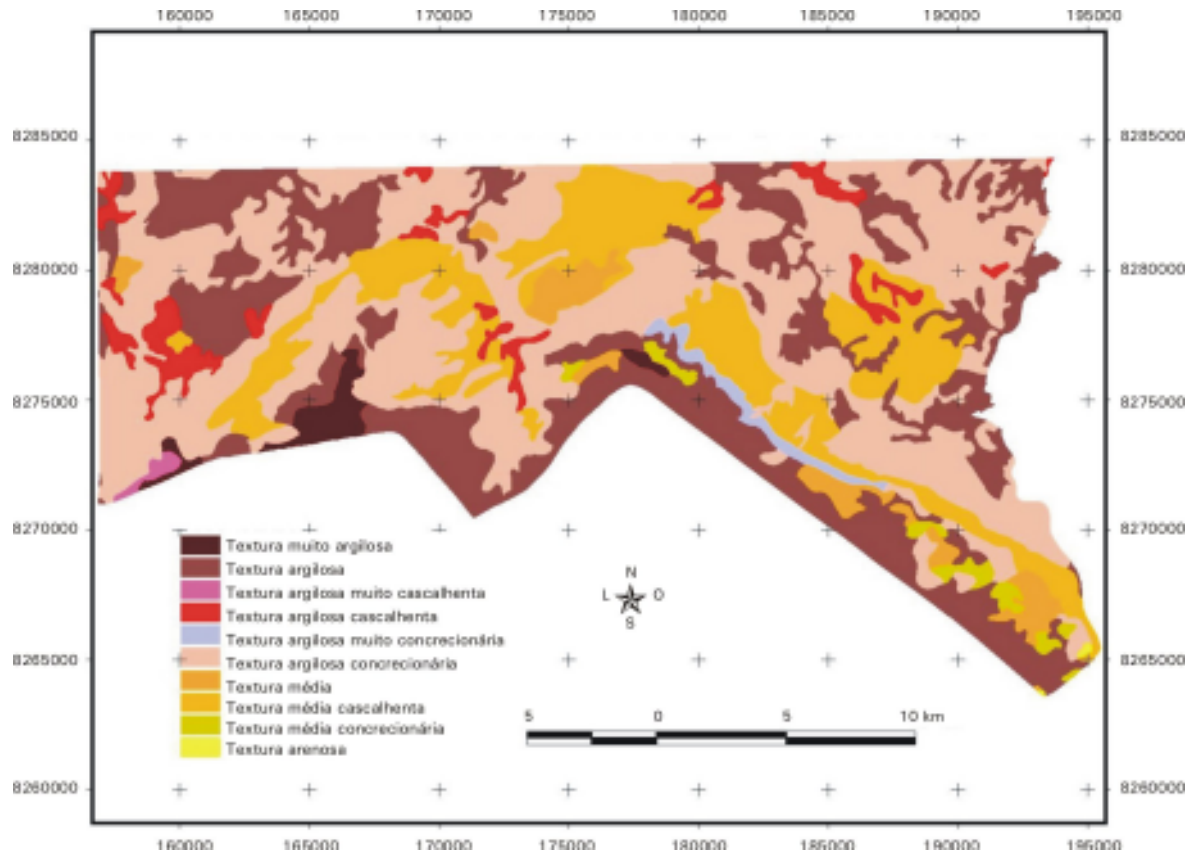 160000 165000 170000 175000 180000 185000 190000 195000
8285000 8285000
8280000 8280000
8275000 8275000
8270000 8270000
Textura muito argilosa
Textura argilosa
Textura argilosa muito cascalhenta
Textura argilosa cascalhenta
Textura argilosa muito concrecionária
Textura argilosa concrecionária
Textura média
Textura média cascalhenta
Textura média concrecionária
Textura arenosa
N
L O
S
8265000 8265000
5 0 5 10 km
8260000 8260000
160000 165000 170000 175000 180000 185000 190000 195000